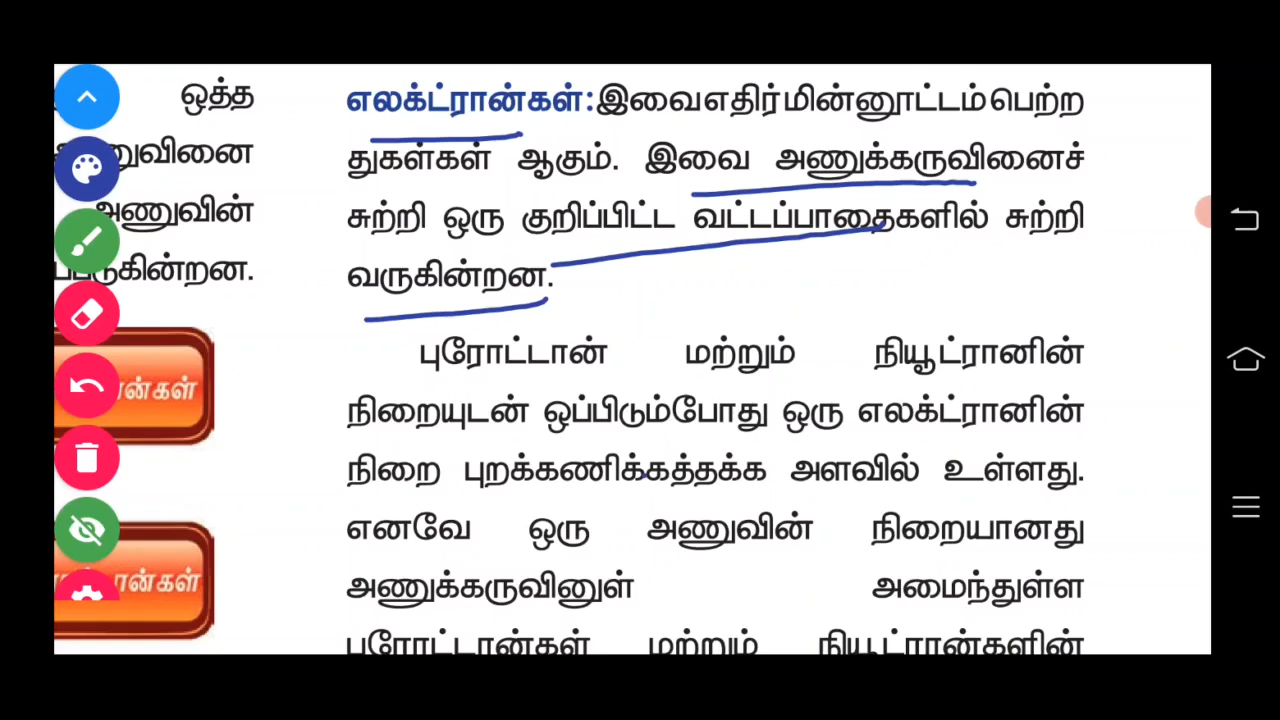 ஒத்த
அணுவின்
எலக்ட்ரான்கள்: இவை எதிர் மின்னூட்டம் பெற்ற
துகள்கள் ஆகும். இவை அணுக்கருவினைச்
சுற்றி ஒரு குறிப்பிட்ட வட்டப்பாதைகளில் சுற்றி
வருகின்றன.
புரோட்டான் மற்றும் நியூட்ரானின்
நிறையுடன் ஒப்பிடும்போது ஒரு எலக்ட்ரானின்
நிறை புறக்கணிக்கத்தக்க அளவில் உள்ளது.
எனவே ஒரு அணுவின் நிறையானது
அணுக்கருவினுள் அமைந்துள்ள
புரோட்டான்கள் மற்றும் நியூட்ரான்களின்